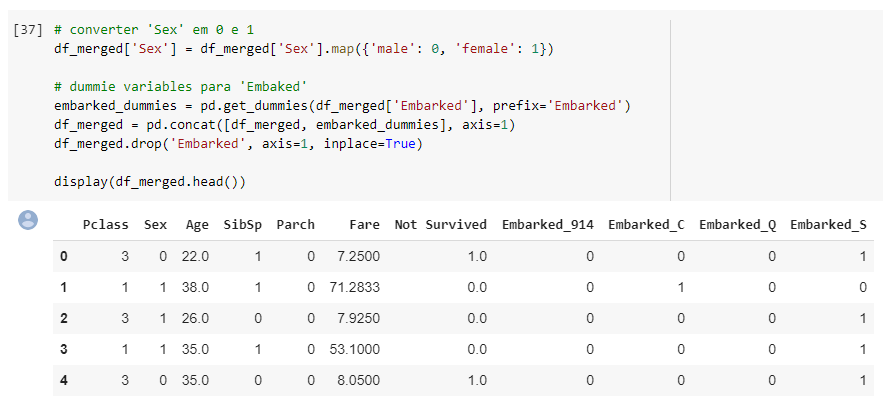 [37] # converter 'Sex' em 0 e 1
df_merged['Sex'] = df_merged['Sex'].map({'male': 0, 'female': 1})
# dummie variables para 'Embaked'
embarked_dummies = pd.get_dummies(df_merged['Embarked'], prefix='Embarked')
df_merged = pd.concat([df_merged, embarked_dummies], axis=1)
df_merged.drop('Embarked', axis=1, inplace=True)
display(df_merged.head())
Pclass Sex Age SibSp Parch Fare Not Survived Embarked_914 Embarked_C Embarked_Q Embarked_S
0 3 0 22.0 1 0 7.2500 1.0 0 0 0 1
1 1 1 38.0 1 0 71.2833 0.0 0 1 0 0
2 3 1 26.0 0 0 7.9250 0.0 0 0 0 1
3 1 1 35.0 1 0 53.1000 0.0 0 0 0 1
4 3 0 35.0 0 0 8.0500 1.0 0 0 0 1